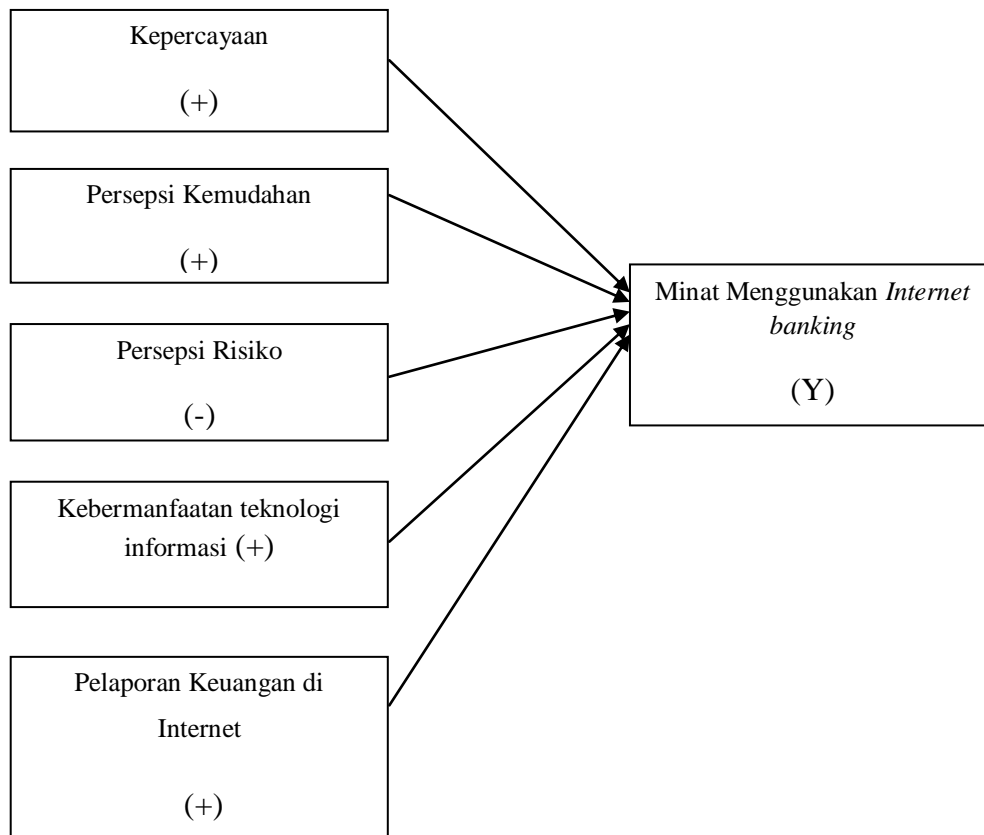 Kepercayaan
(+)
Persepsi Kemudahan
(+)
Persepsi Risiko
(-)
Kebermanfaatan teknologi
informasi (+)
Pelaporan Keuangan di
Internet
(+)
Minat Menggunakan Internet
banking
(Y)